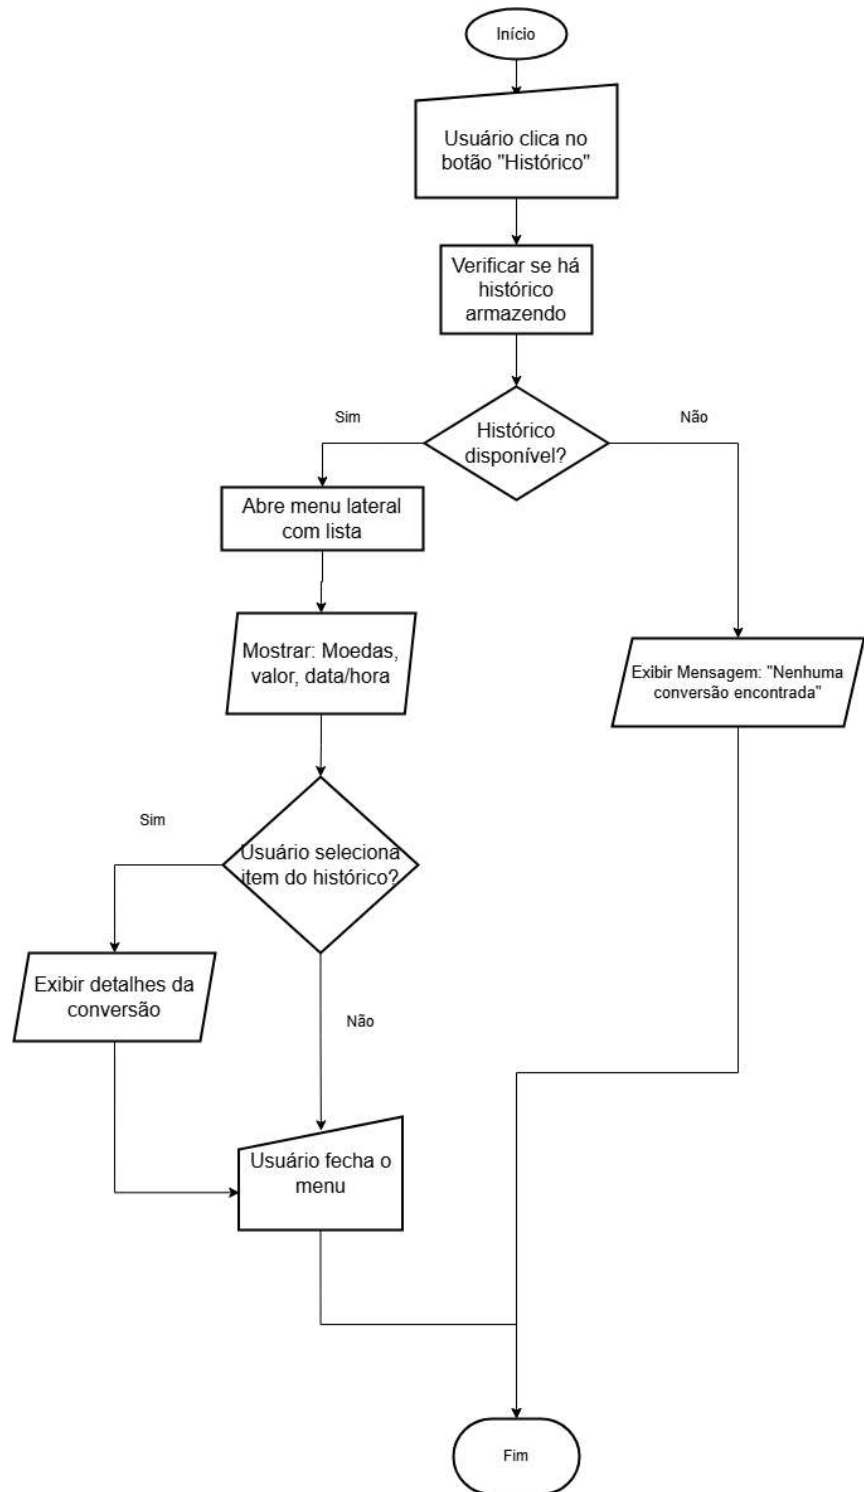 Início
Usuário clica no
botão "Histórico"
Verificar se há
histórico
armazendo
Sim
Não
Histórico
disponível?
Abre menu lateral
com lista
Mostrar: Moedas,
valor, data/hora
Exibir Mensagem: "Nenhuma
conversão encontrada"
Sim
Usuário seleciona
item do histórico?
Exibir detalhes da
conversão
Não
Usuário fecha o
menu
Fim